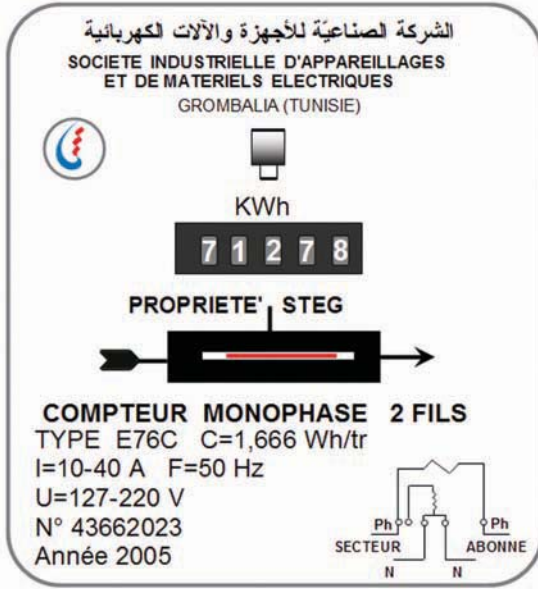 الشركة الصناعيّة للأجهزة والآلات الكهربائية
SOCIETE INDUSTRIELLE D'APPAREILLAGES
ET DE MATERIELS ELECTRIQUES
GROMBALIA (TUNISIE)
KWh
7 1 2 7 8
PROPRIETE' STEG
COMPTEUR MONOPHASE 2 FILS
TYPE E76C C=1,666 Wh/tr
I=10-40 A F=50 Hz
U=127-220 V
N° 43662023
Année 2005
Ph Ph
SECTEUR ABONNE
N N